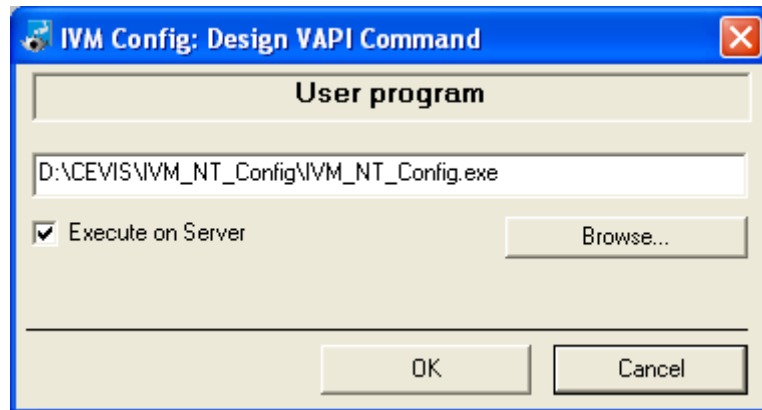 IVM Config: Design VAPI Command
User program
D:\CEVIS\IVM_NT_Config\IVM_NT_Config.exe
Execute on Server
Browse...
OK
Cancel